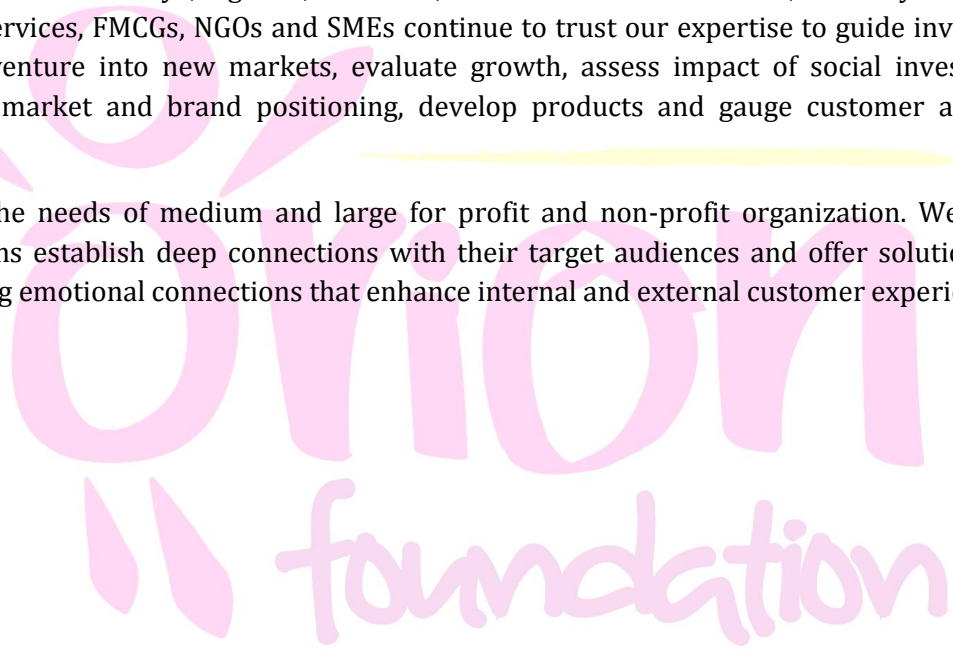 ervices, FMCGs, NGOs and SMEs continue to trust our expertise to guide inv
venture into new markets, evaluate growth, assess impact of social inves
market and brand positioning, develop products and gauge customer a
he needs of medium and large for profit and non-profit organization. We
ns establish deep connections with their target audiences and offer soluti
g emotional connections that enhance internal and external customer experi
orion
foundation